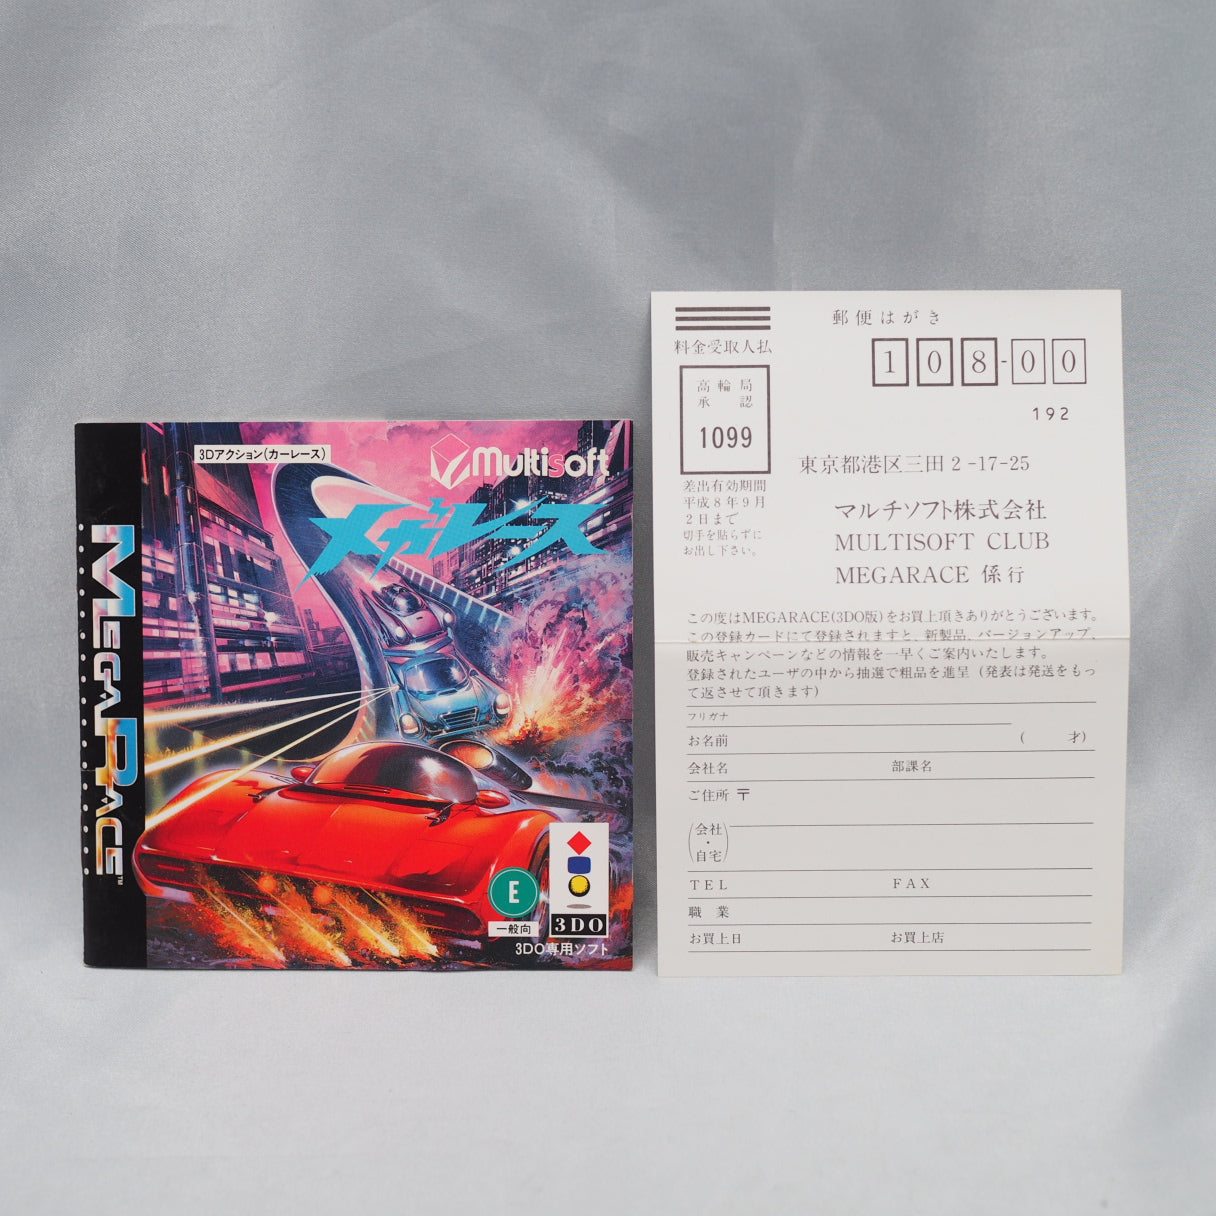 3Dアクション(カーレース)
Multisoft
メガレース
MEGARACE™
E
一般向
3DO
3DO専用ソフト
郵便はがき
料金受取人払
108-00
高輪局
承認
1099
192
差出有効期間
平成8年9月
2日まで
切手を貼らずに
お出し下さい。
東京都港区三田2-17-25
マルチソフト株式会社
MULTISOFT CLUB
MEGARACE 係行
この度はMEGARACE(3DO版)をお買上頂きありがとうございます。
この登録カードにて登録されますと、新製品、バージョンアップ、
販売キャンペーンなどの情報を一早くご案内いたします。
登録されたユーザの中から抽選で粗品を進呈(発表は発送をもっ
て返させて頂きます)
フリガナ
お名前 ( 才)
会社名 部課名
ご住所 〒
(会社・自宅)
TEL FAX
職 業
お買上日 お買上店